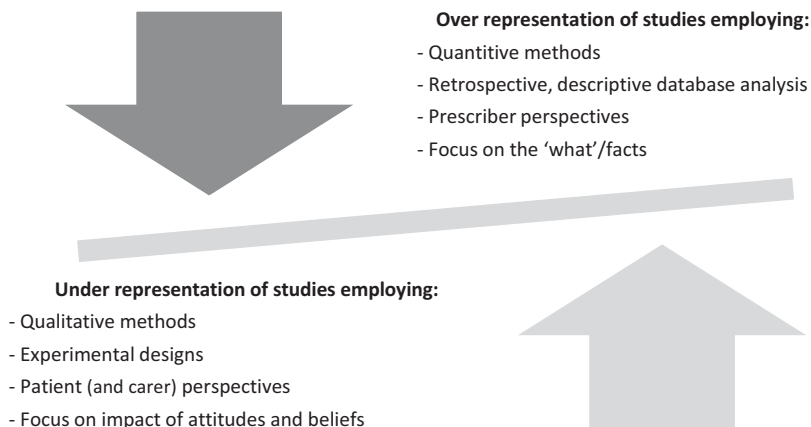 Over representation of studies employing:
- Quantitive methods
- Retrospective, descriptive database analysis
- Prescriber perspectives
- Focus on the ‘what’/facts
Under representation of studies employing:
- Qualitative methods
- Experimental designs
- Patient (and carer) perspectives
- Focus on impact of attitudes and beliefs